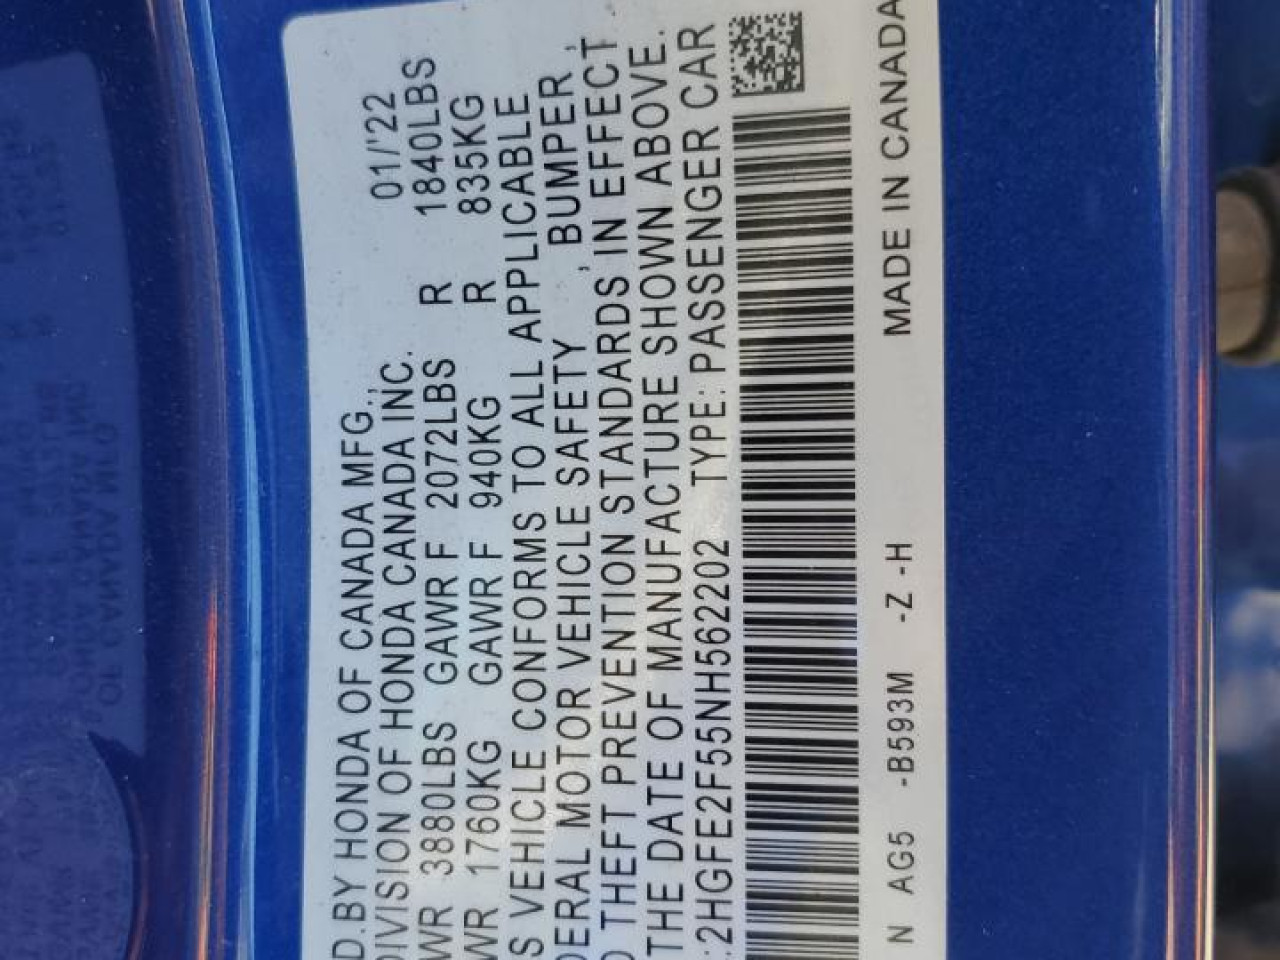 D.BY HONDA OF CANADA MFG., 01/'22
DIVISION OF HONDA CANADA INC.
WR 3880LBS GAWR F 2072LBS R 1840LBS
WR 1760KG GAWR F 940KG R 835KG
S VEHICLE CONFORMS TO ALL APPLICABLE
DERAL MOTOR VEHICLE SAFETY , BUMPER ,
D THEFT PREVENTION STANDARDS IN EFFECT
THE DATE OF MANUFACTURE SHOWN ABOVE.
:2HGFE2F55NH562202 TYPE: PASSENGER CAR
N AG5 -B593M -Z -H MADE IN CANADA